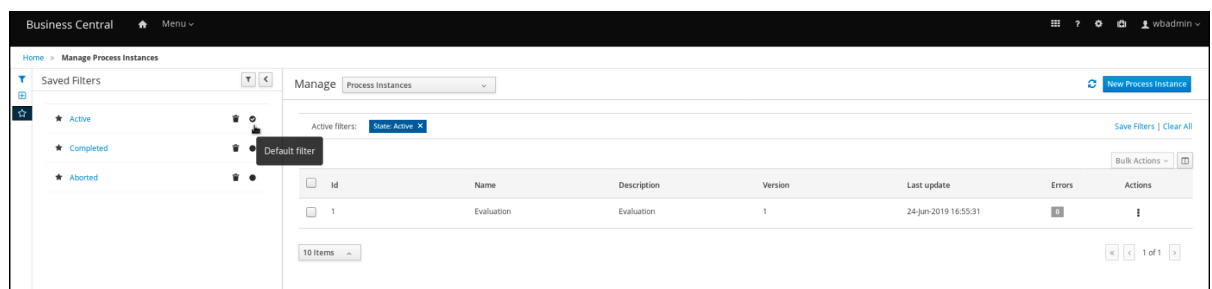 Business Central Menu ? wbadmin
Home » Manage Process Instances
Saved Filters
Manage Process Instances
New Process Instance
Active
Completed
Aborted
Default filter
Active filters: State: Active ×
Save Filters | Clear All
Bulk Actions
Id Name Description Version Last update Errors Actions
1 Evaluation Evaluation 1 24-Jun-2019 16:55:31 0
10 Items
« < 1 of 1 >